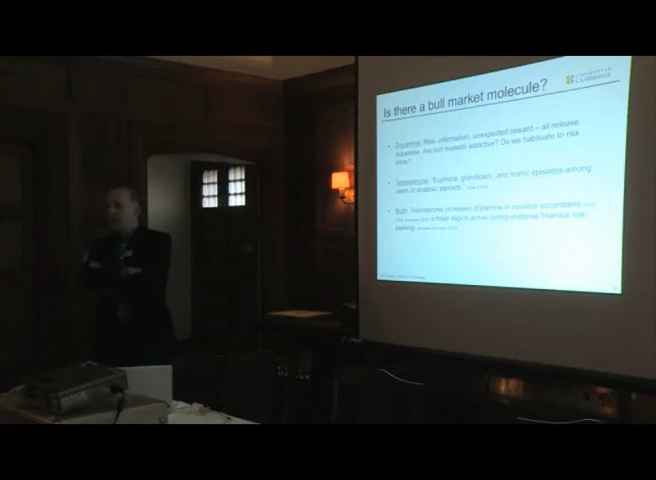 Is there a bull market molecule?
UNIVERSITY OF
CAMBRIDGE
Dopamine: Risk, information, unexpected reward – all release
dopamine. Are bull markets addictive? Do we habituate to risk
Testosterone: "Euphoria, grandiosity, and manic episodes among
users of anabolic steroids."
Both: Testosterone increases dopamine in nucleus accumbens
a brain region active during irrational financial risk-
seeking.